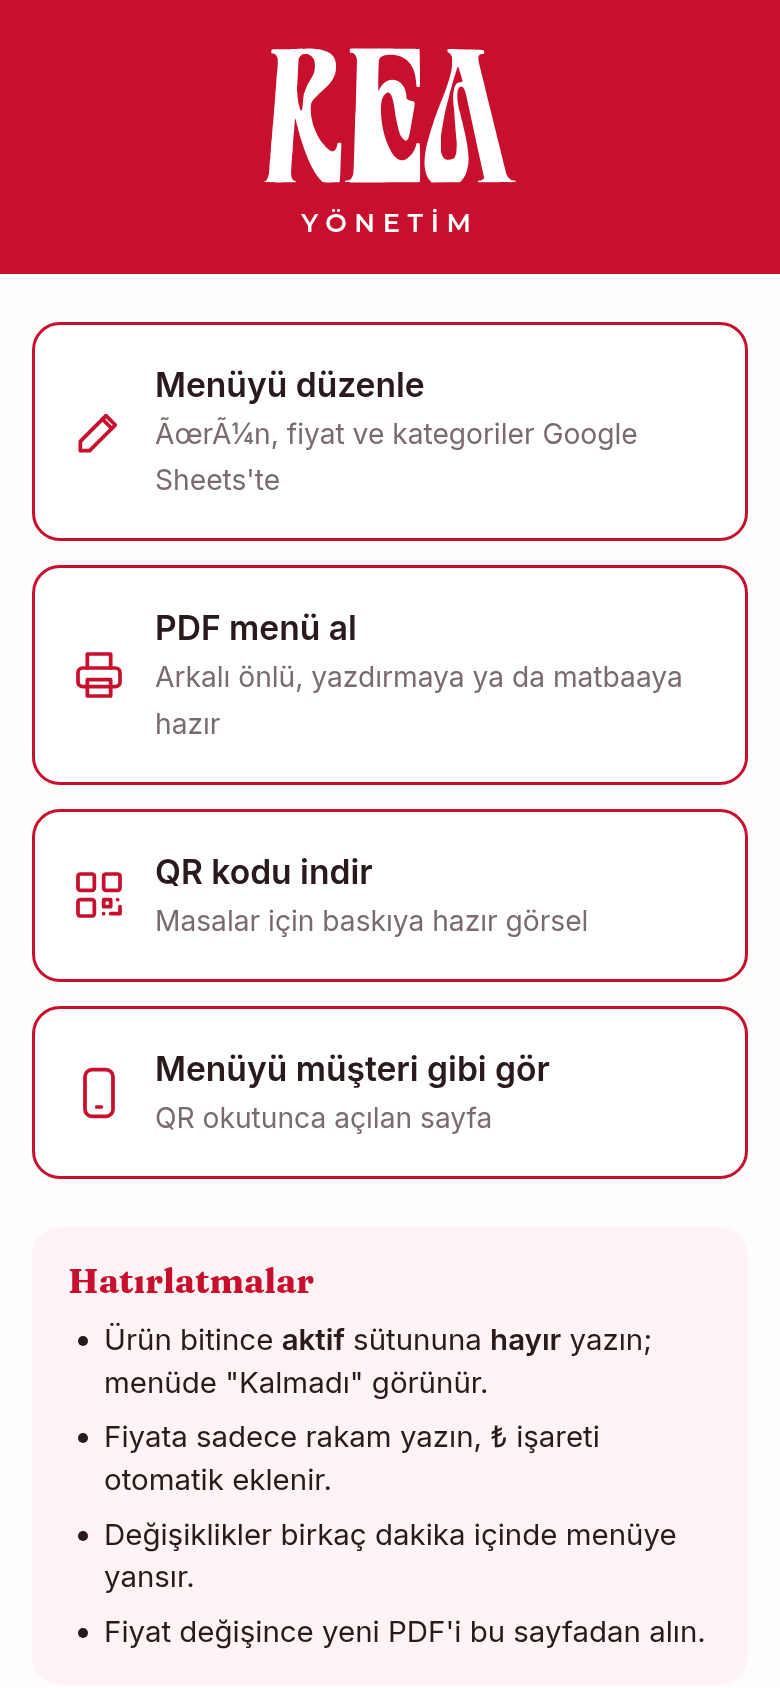 REA
YÖNETİM
Menüyü düzenle
ÃœrÃ¼n, fiyat ve kategoriler Google
Sheets'te
PDF menü al
Arkalı önlü, yazdırmaya ya da matbaaya
hazır
QR kodu indir
Masalar için baskıya hazır görsel
Menüyü müşteri gibi gör
QR okutunca açılan sayfa
Hatırlatmalar
• Ürün bitince aktif sütununa hayır yazın;
menüde "Kalmadı" görünür.
• Fiyata sadece rakam yazın, ₺ işareti
otomatik eklenir.
• Değişiklikler birkaç dakika içinde menüye
yansır.
• Fiyat değişince yeni PDF'i bu sayfadan alın.